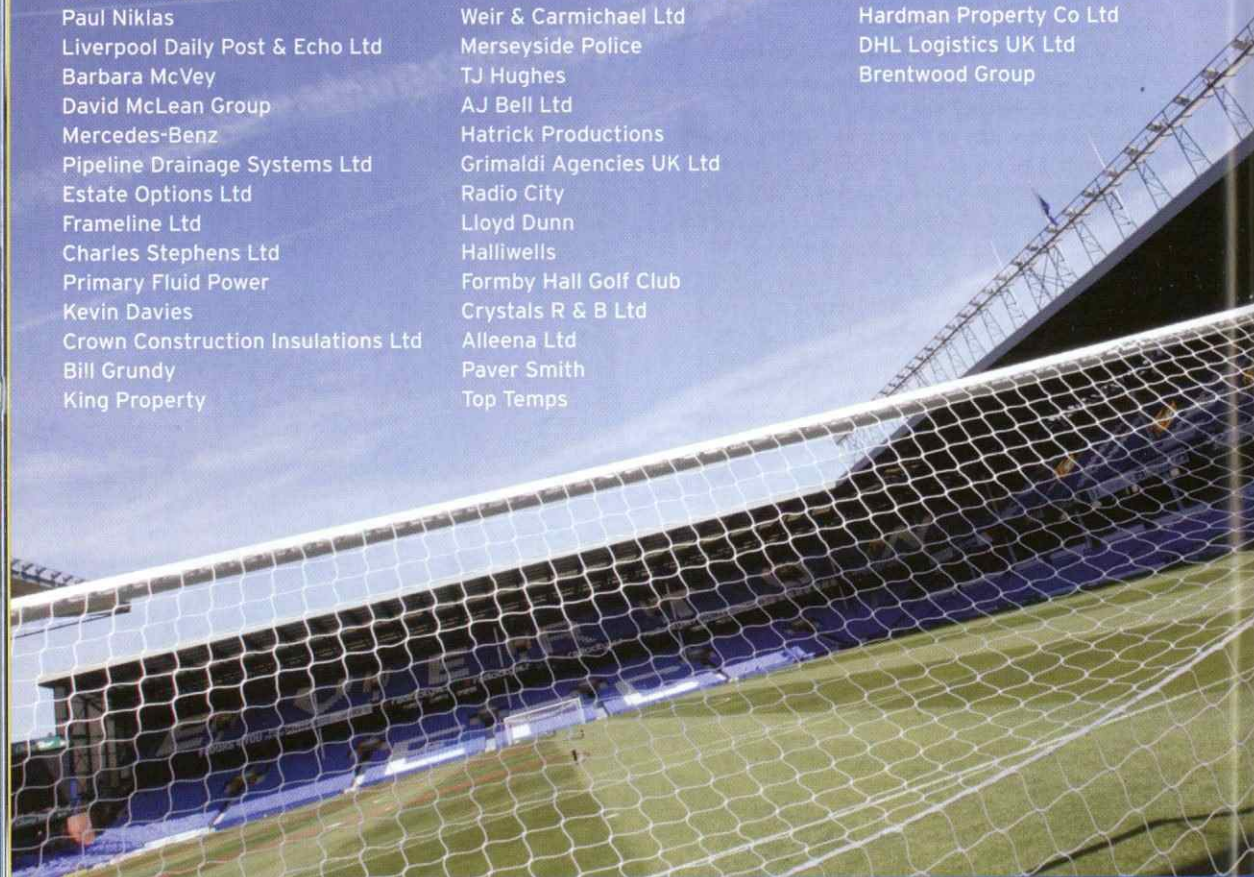 Paul Niklas
Liverpool Daily Post & Echo Ltd
Barbara McVey
David McLean Group
Mercedes-Benz
Pipeline Drainage Systems Ltd
Estate Options Ltd
Frameline Ltd
Charles Stephens Ltd
Primary Fluid Power
Kevin Davies
Crown Construction Insulations Ltd
Bill Grundy
King Property
Weir & Carmichael Ltd
Merseyside Police
TJ Hughes
AJ Bell Ltd
Hatrick Productions
Grimaldi Agencies UK Ltd
Radio City
Lloyd Dunn
Halliwells
Formby Hall Golf Club
Crystals R & B Ltd
Alleena Ltd
Paver Smith
Top Temps
Hardman Property Co Ltd
DHL Logistics UK Ltd
Brentwood Group